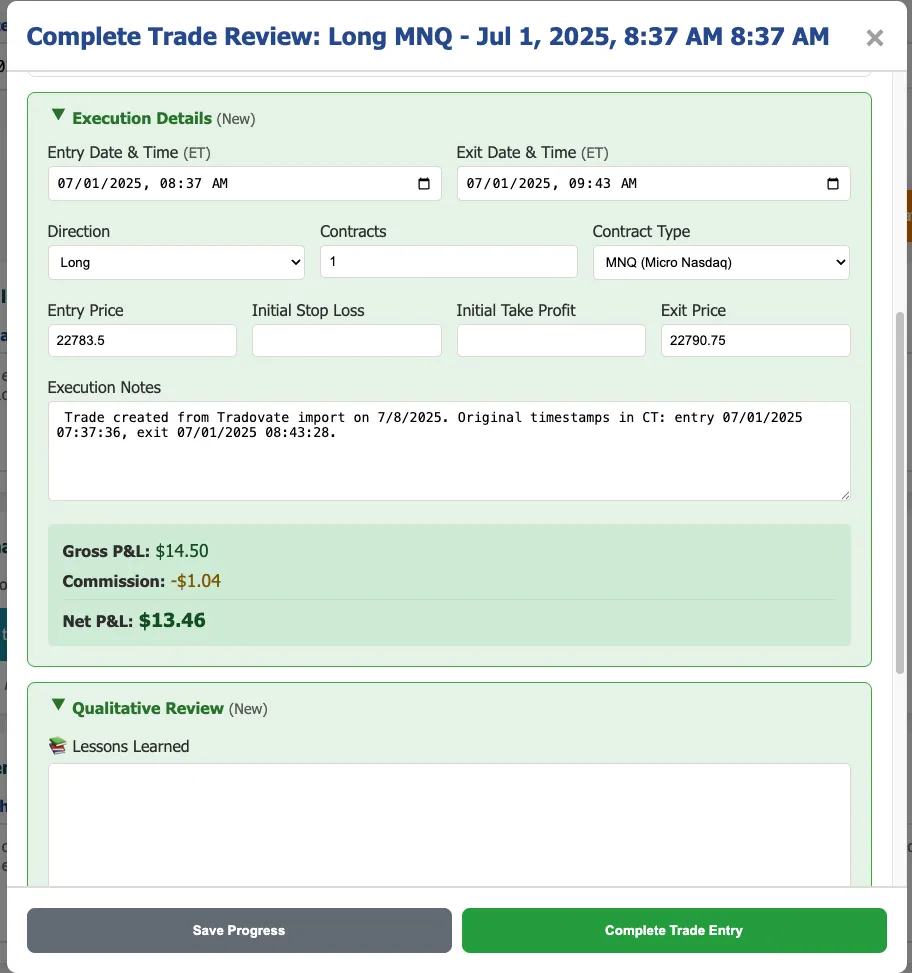 Complete Trade Review: Long MNQ - Jul 1, 2025, 8:37 AM 8:37 AM
×
▼ Execution Details (New)
Entry Date & Time (ET)
Exit Date & Time (ET)
07/01/2025, 08:37 AM
07/01/2025, 09:43 AM
Direction
Contracts
Contract Type
Long
1
MNQ (Micro Nasdaq)
Entry Price
Initial Stop Loss
Initial Take Profit
Exit Price
22783.5
22790.75
Execution Notes
Trade created from Tradovate import on 7/8/2025. Original timestamps in CT: entry 07/01/2025
07:37:36, exit 07/01/2025 08:43:28.
Gross P&L: $14.50
Commission: -$1.04
Net P&L: $13.46
▼ Qualitative Review (New)
📚 Lessons Learned
Save Progress
Complete Trade Entry